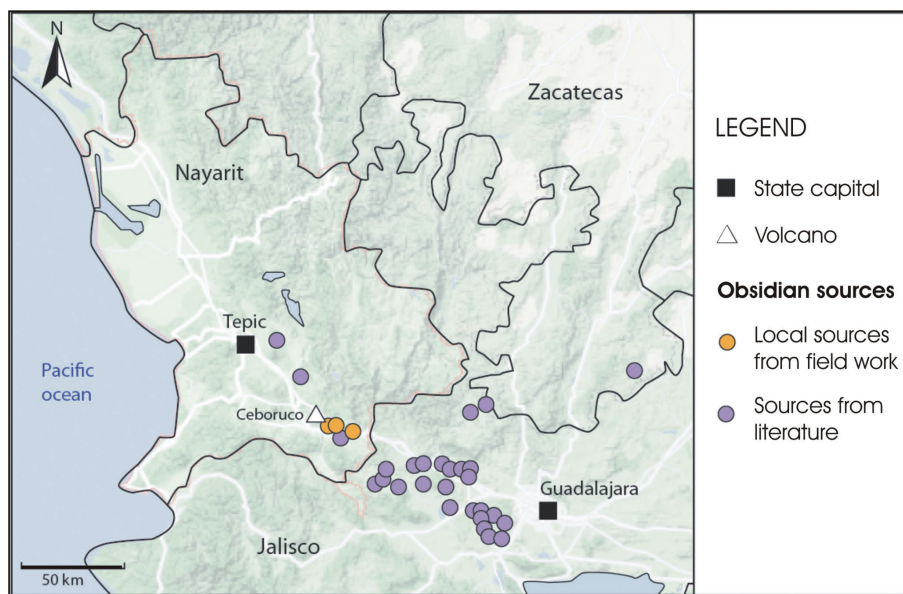 N
Zacatecas
Nayarit
Tepic
Pacific
ocean
Ceboruco
Guadalajara
Jalisco
50 km
LEGEND
State capital
Volcano
Obsidian sources
Local sources
from field work
Sources from
literature